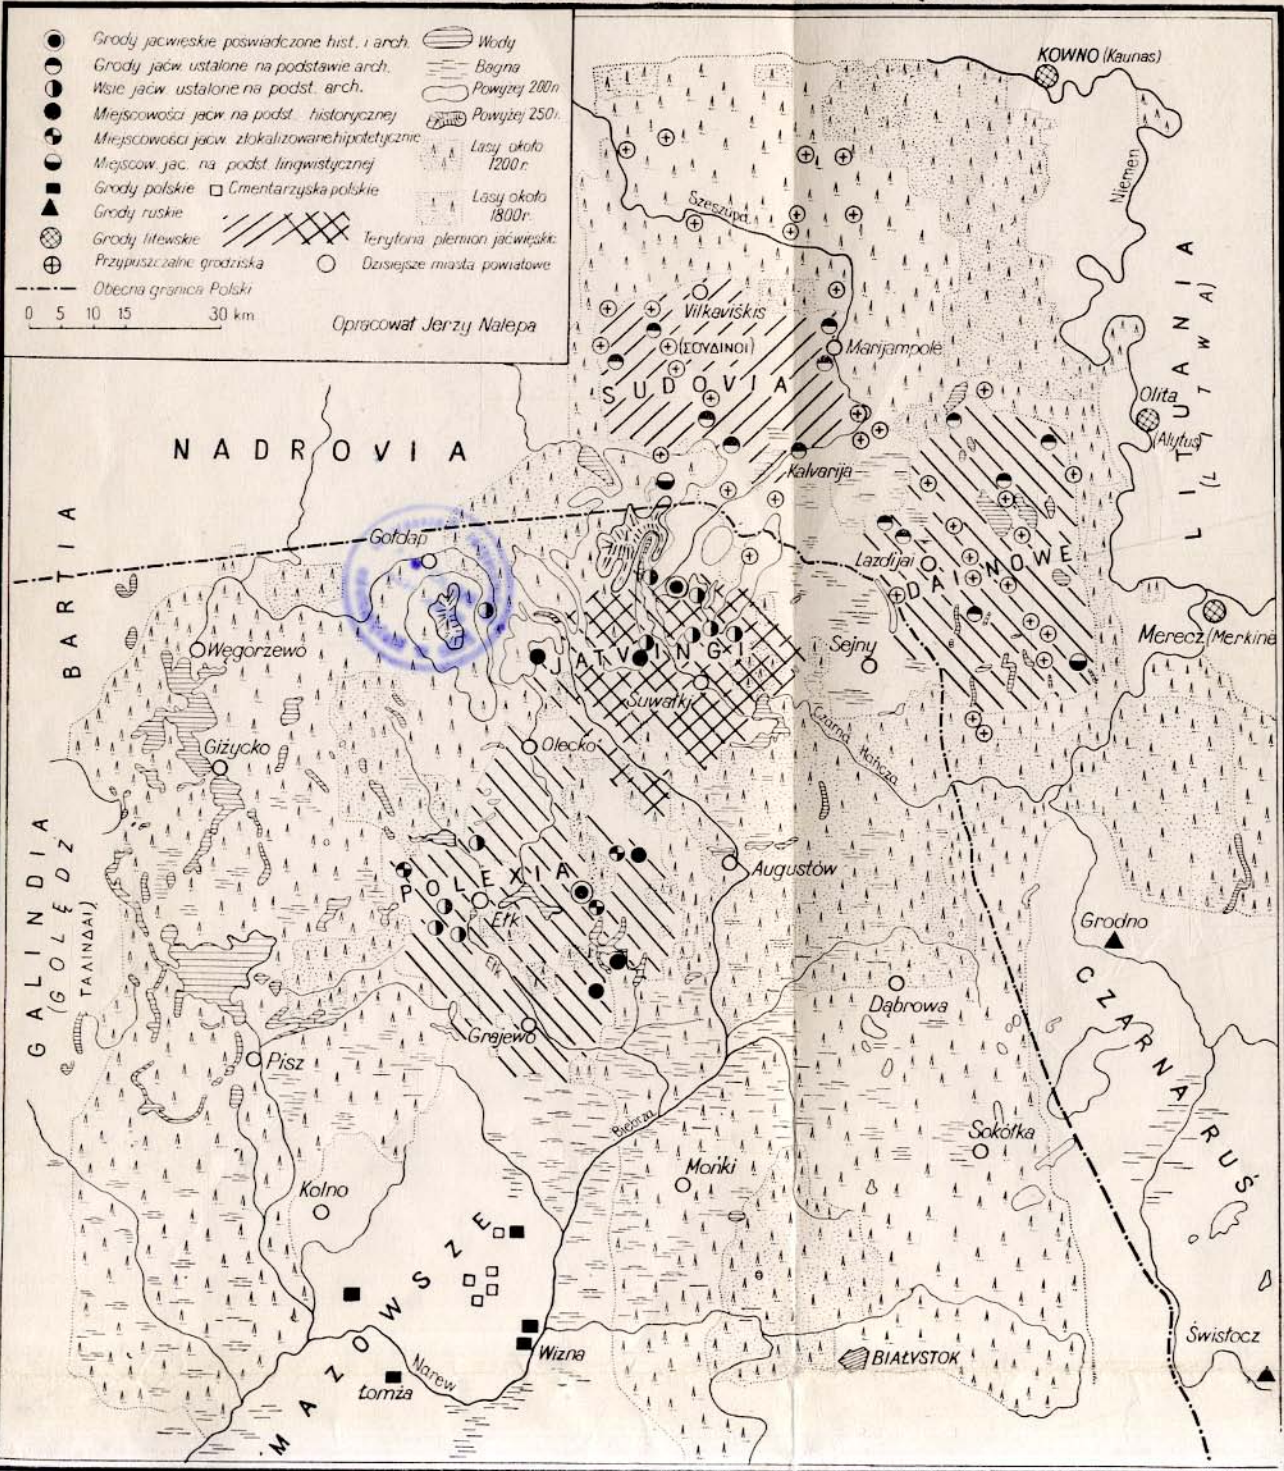 Grody jaćwieskie poświadczone hist. i arch.
Grody jaćw. ustalone na podstawie arch.
Wsie jaćw. ustalone na podst. arch.
Miejscowości jaćw. na podst. historycznej
Miejscowości jaćw. zlokalizowane hipotetycznie
Miejscow. jać. na podst. lingwistycznej
Grody polskie
Cmentarzyska polskie
Grody ruskie
Grody litewskie
Terytoria plemion jaćwieskic
Przypuszczalne grodziska
Dzisiejsze miasta powiatowe
Obecna granica Polski
Wody
Bagna
Powyżej 200m
Powyżej 250
Lasy około
1200 r.
Lasy około
1800 r.
0 5 10 15 30 km
Opracował Jerzy Nalepa
KOWNO (Kaunas)
Niemen
Szeszupa
Vilkaviškis
(ΣΟΥΔΙΝΟΙ)
Marijampole
SUDOVIA
Olita
(Alytus)
LITUANIA
(LITWA)
NADROVIA
Kalvarija
BARTIA
Gołdap
Lazdijai
DAINOWE
Merecz (Merkinė
Węgorzewo
JATVINGI
Sejny
Suwałki
Czarna Hańcza
Olecko
Giżycko
GALINDIA
(GOLĘDŹ
ΓΑΛΙΝΔΑΙ)
POLEXIA
Augustów
Ełk
Ełk
Grodno
CZARNA RUŚ
Dąbrowa
Grajewo
Pisz
Biebrza
Sokółka
Mońki
Kolno
MAZOWSZE
Świsłocz
Wizna
BIAŁYSTOK
Narew
Łomża